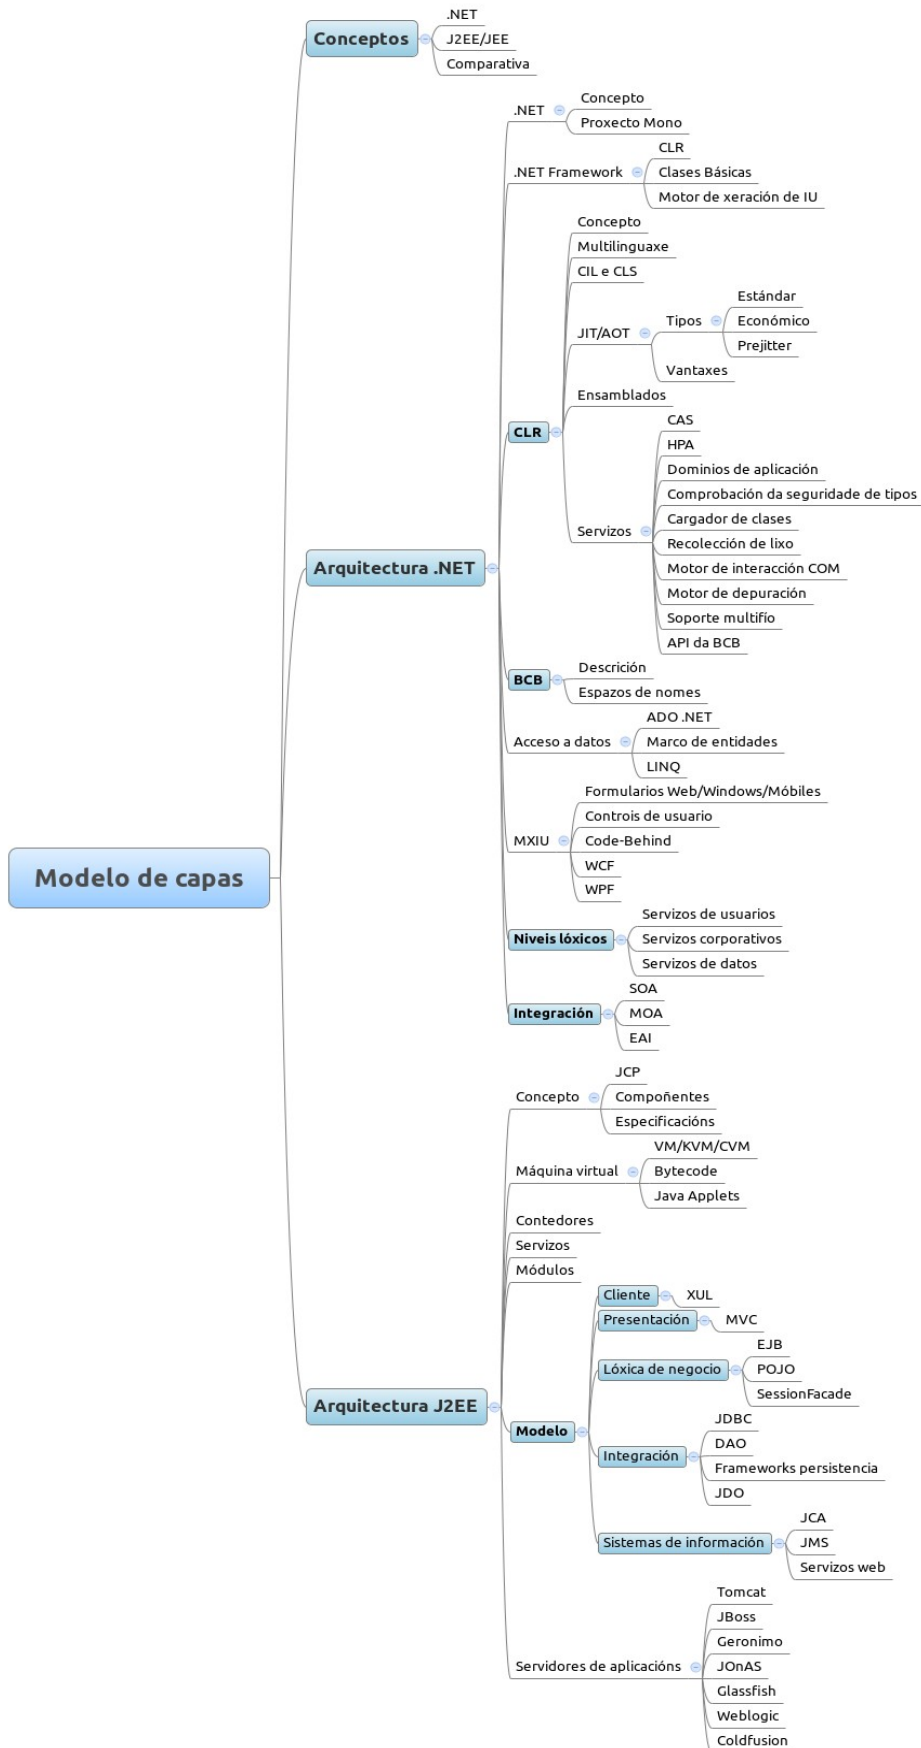 Modelo de capas
Conceptos
.NET
J2EE/JEE
Comparativa
Arquitectura .NET
.NET
Concepto
Proxecto Mono
.NET Framework
CLR
Clases Básicas
Motor de xeración de IU
CLR
Concepto
Multilinguaxe
CIL e CLS
JIT/AOT
Tipos
Estándar
Económico
Prejitter
Vantaxes
Ensamblados
Servizos
CAS
HPA
Dominios de aplicación
Comprobación da seguridade de tipos
Cargador de clases
Recolección de lixo
Motor de interacción COM
Motor de depuración
Soporte multifío
API da BCB
BCB
Descrición
Espazos de nomes
Acceso a datos
ADO .NET
Marco de entidades
LINQ
MXIU
Formularios Web/Windows/Móbiles
Controis de usuario
Code-Behind
WCF
WPF
Niveis lóxicos
Servizos de usuarios
Servizos corporativos
Servizos de datos
Integración
SOA
MOA
EAI
Arquitectura J2EE
Concepto
JCP
Compoñentes
Especificacións
Máquina virtual
VM/KVM/CVM
Bytecode
Java Applets
Contedores
Servizos
Módulos
Modelo
Cliente
XUL
Presentación
MVC
Lóxica de negocio
EJB
POJO
SessionFacade
Integración
JDBC
DAO
Frameworks persistencia
JDO
Sistemas de información
JCA
JMS
Servizos web
Servidores de aplicacións
Tomcat
JBoss
Geronimo
JOnAS
Glassfish
Weblogic
Coldfusion